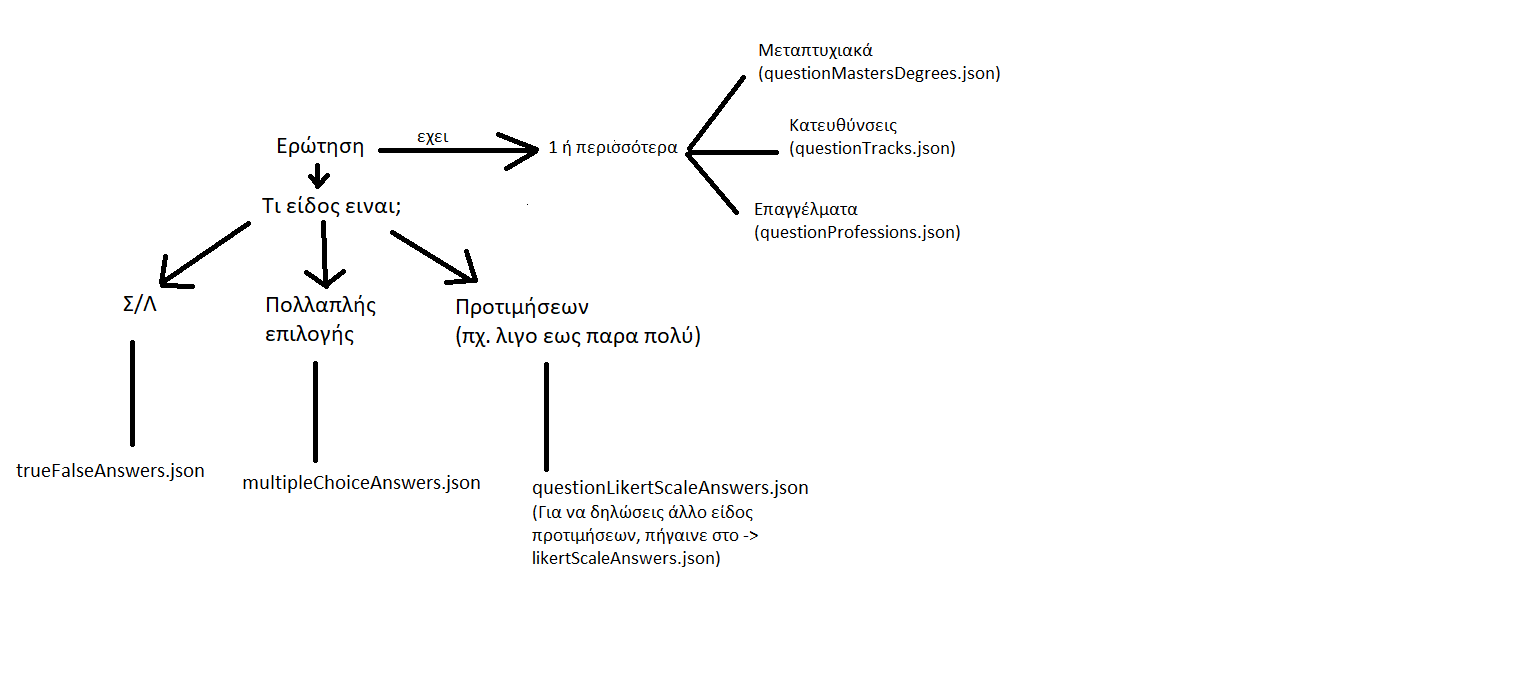 Μεταπτυχιακά
(questionMastersDegrees.json)
Κατευθύνσεις
(questionTracks.json)
Ερώτηση
εχει
1 ή περισσότερα
Επαγγέλματα
(questionProfessions.json)
Τι είδος ειναι;
Σ/Λ
Πολλαπλής
επιλογής
Προτιμήσεων
(πχ. λιγο εως παρα πολύ)
trueFalseAnswers.json
multipleChoiceAnswers.json
questionLikertScaleAnswers.json
(Για να δηλώσεις άλλο είδος
προτιμήσεων, πήγαινε στο ->
likertScaleAnswers.json)